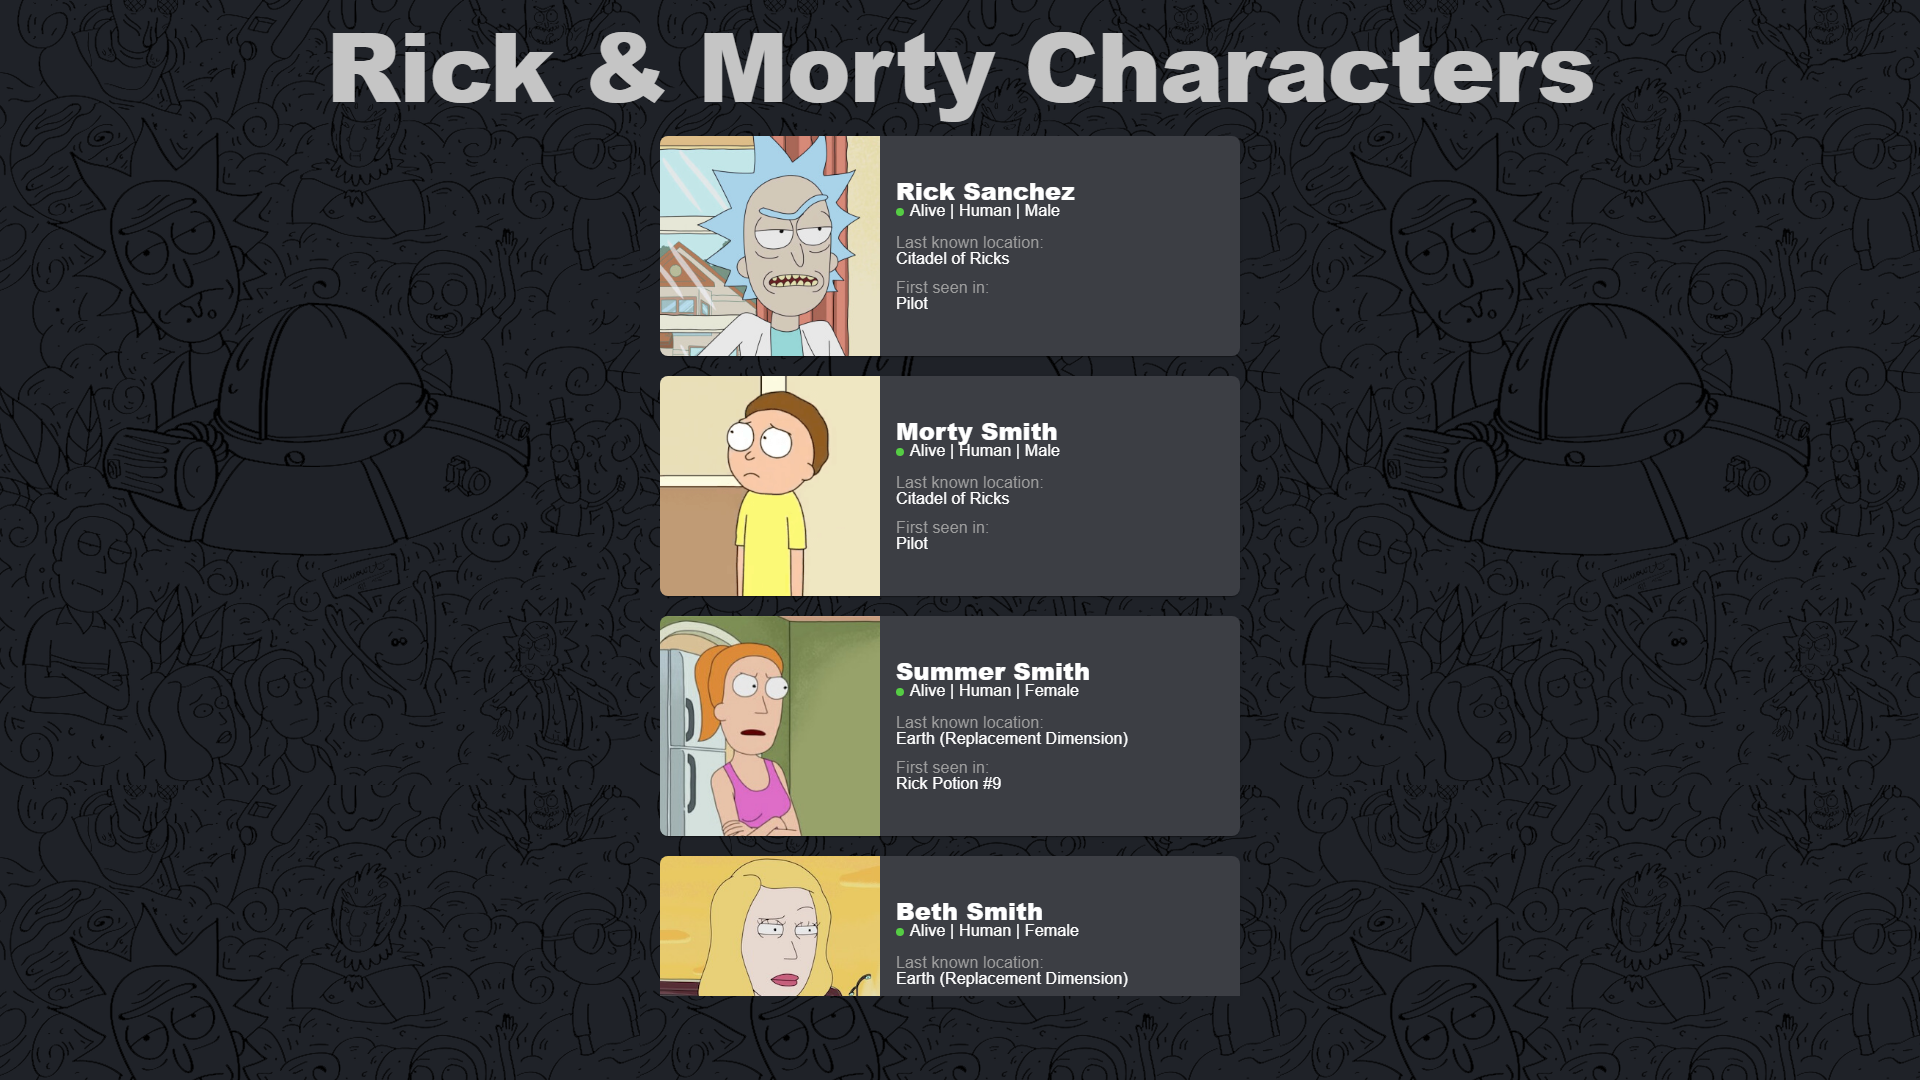 Rick & Morty Characters
Rick Sanchez
Alive | Human | Male
Last known location:
Citadel of Ricks
First seen in:
Pilot
Morty Smith
Alive | Human | Male
Last known location:
Citadel of Ricks
First seen in:
Pilot
Summer Smith
Alive | Human | Female
Last known location:
Earth (Replacement Dimension)
First seen in:
Rick Potion #9
Beth Smith
Alive | Human | Female
Last known location:
Earth (Replacement Dimension)